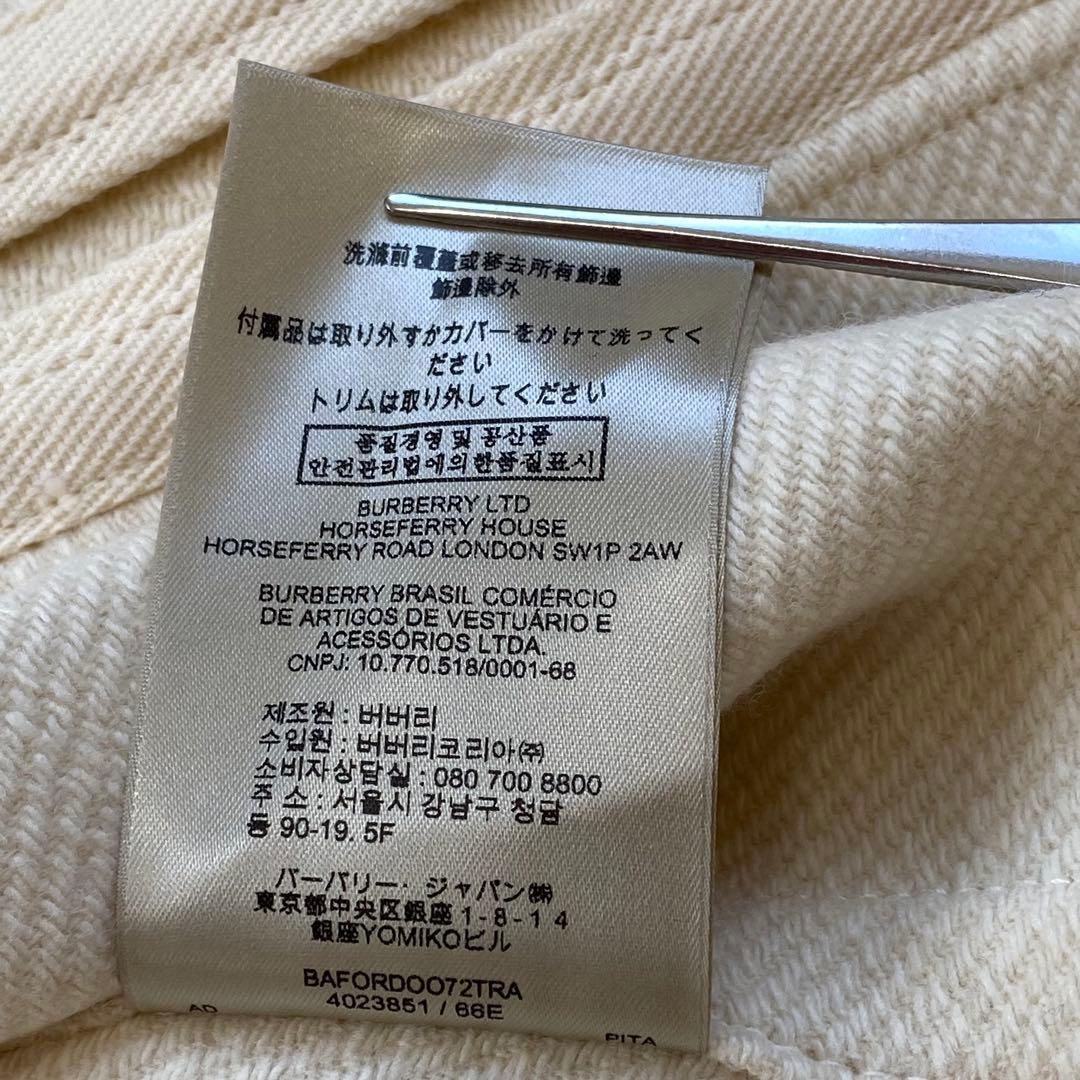 洗滌前覆蓋或移去所有飾邊
飾邊除外
付属品は取り外すかカバーをかけて洗ってく
ださい
トリムは取り外してください
품질경영 및 공산품
안전관리법에의한품질표시
BURBERRY LTD
HORSEFERRY HOUSE
HORSEFERRY ROAD LONDON SW1P 2AW
BURBERRY BRASIL COMÉRCIO
DE ARTIGOS DE VESTUÁRIO E
ACESSÓRIOS LTDA.
CNPJ: 10.770.518/0001-68
제조원 : 버버리
수입원 : 버버리코리아㈜
소비자상담실 : 080 700 8800
주 소 : 서울시 강남구 청담
동 90-19. 5F
バーバリー・ジャパン㈱
東京都中央区銀座1-8-14
銀座YOMIKOビル
BAFORDOO72TRA
4023851 / 66E
AD
PITA